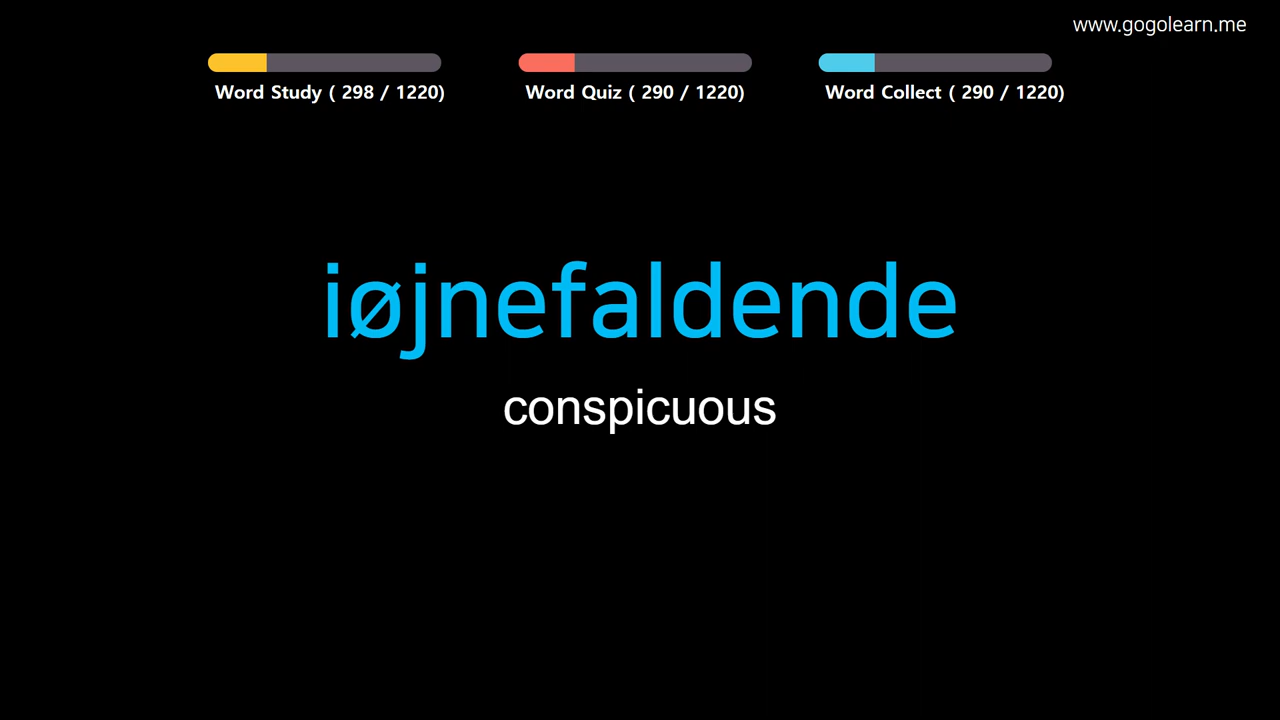 www.gogolearn.me
Word Study ( 298 / 1220)
Word Quiz ( 290 / 1220)
Word Collect ( 290 / 1220)
iøjnefaldende
conspicuous